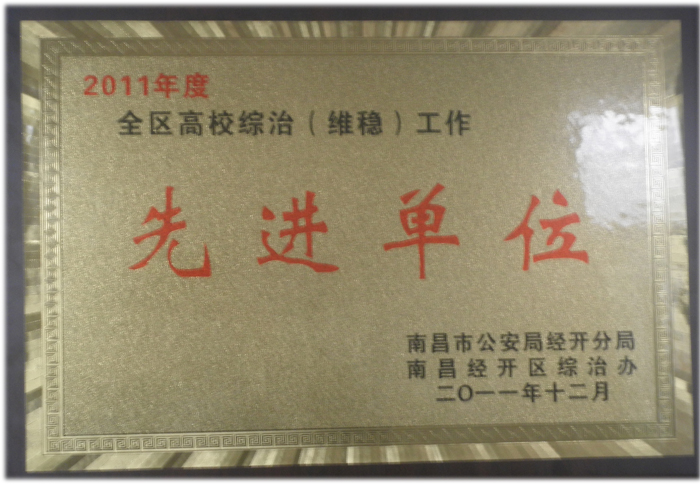 2011年度
全区高校综治（维稳）工作
先进单位
南昌市公安局经开分局
南昌经开区综治办
二〇一一年十二月